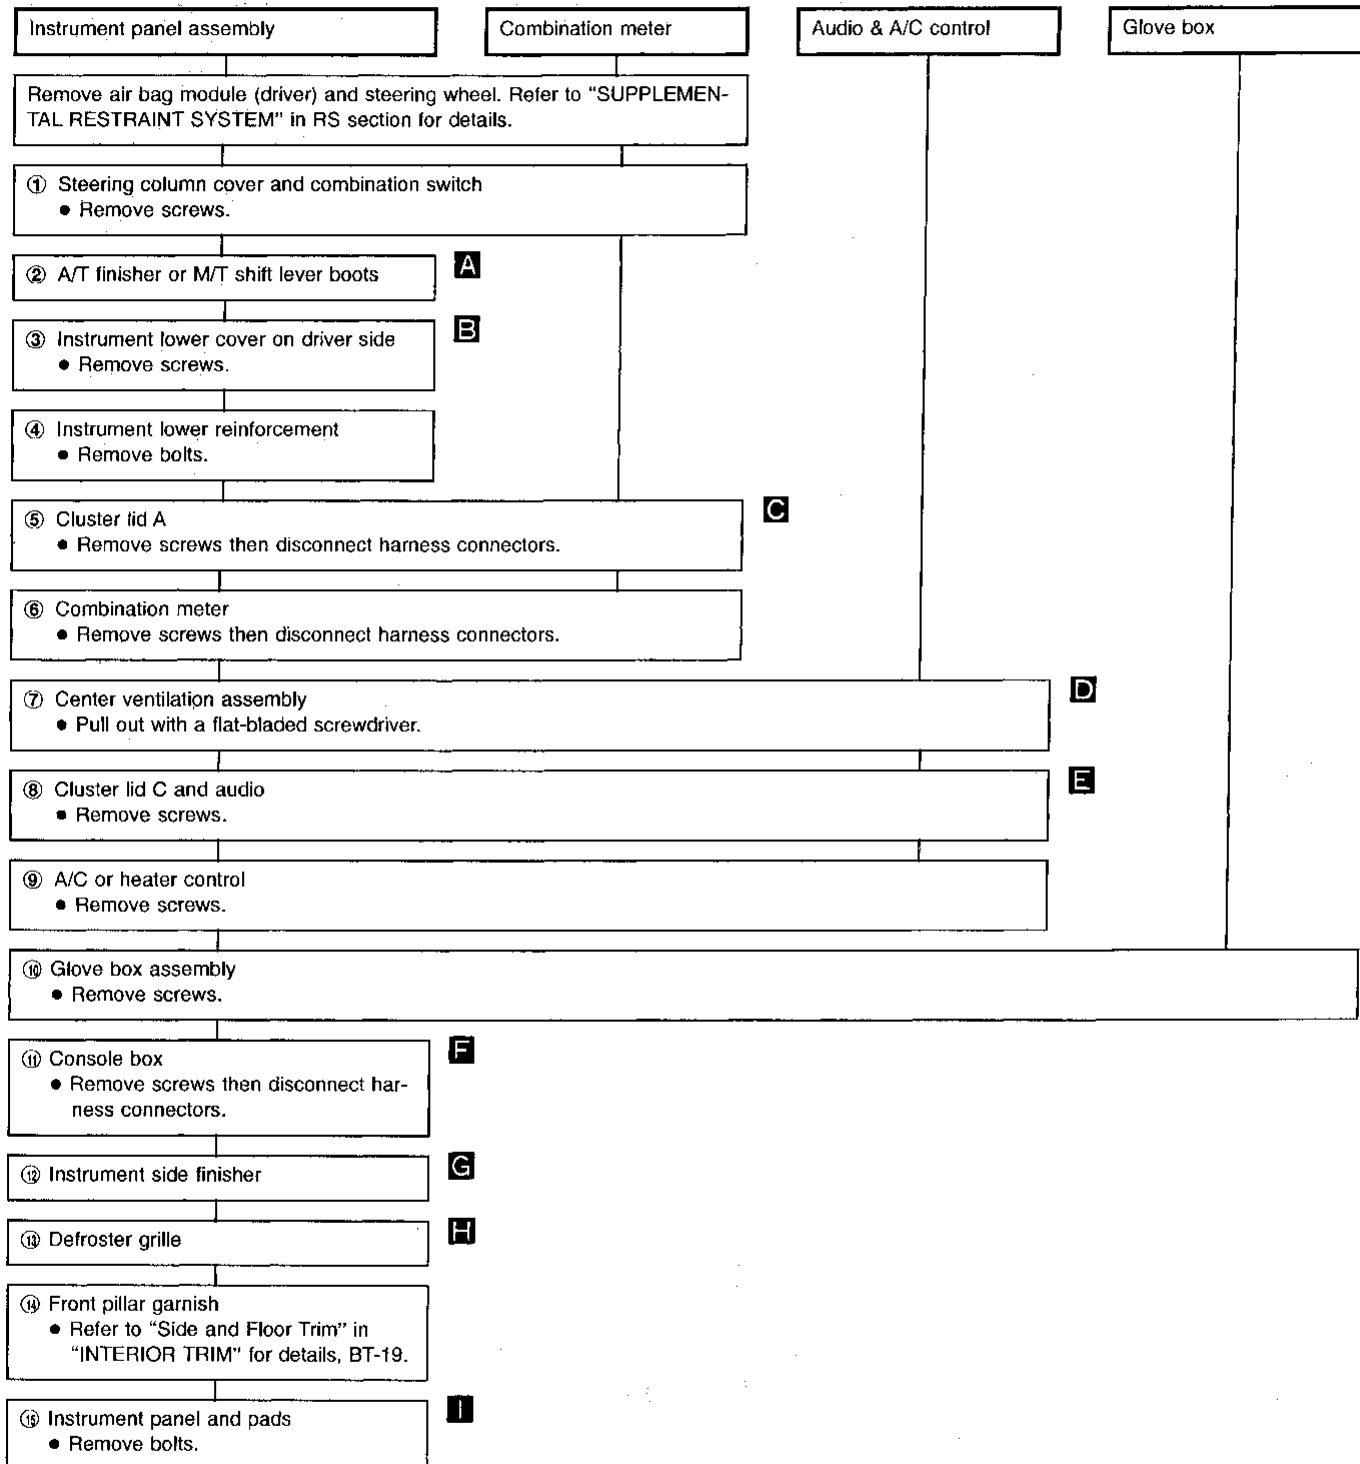 Instrument panel assembly
Combination meter
Audio & A/C control
Glove box
Remove air bag module (driver) and steering wheel. Refer to “SUPPLEMEN-
TAL RESTRAINT SYSTEM” in RS section for details.
① Steering column cover and combination switch
● Remove screws.
② A/T finisher or M/T shift lever boots
A
③ Instrument lower cover on driver side
● Remove screws.
B
④ Instrument lower reinforcement
● Remove bolts.
⑤ Cluster lid A
● Remove screws then disconnect harness connectors.
C
⑥ Combination meter
● Remove screws then disconnect harness connectors.
⑦ Center ventilation assembly
● Pull out with a flat-bladed screwdriver.
D
⑧ Cluster lid C and audio
● Remove screws.
E
⑨ A/C or heater control
● Remove screws.
⑩ Glove box assembly
● Remove screws.
⑪ Console box
● Remove screws then disconnect har-
ness connectors.
F
⑫ Instrument side finisher
G
⑬ Defroster grille
H
⑭ Front pillar garnish
● Refer to “Side and Floor Trim” in
“INTERIOR TRIM” for details, BT-19.
⑮ Instrument panel and pads
● Remove bolts.
I